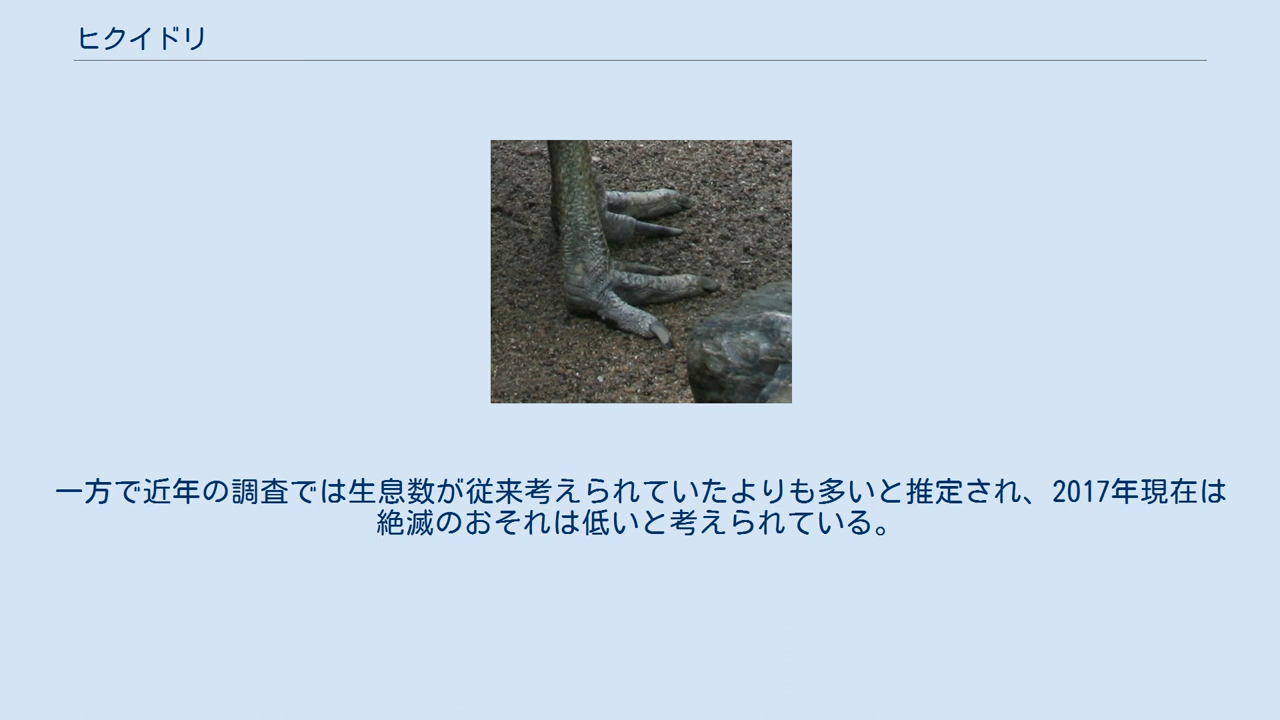 ヒクイドリ
一方で近年の調査では生息数が従来考えられていたよりも多いと推定され、2017年現在は
絶滅のおそれは低いと考えられている。